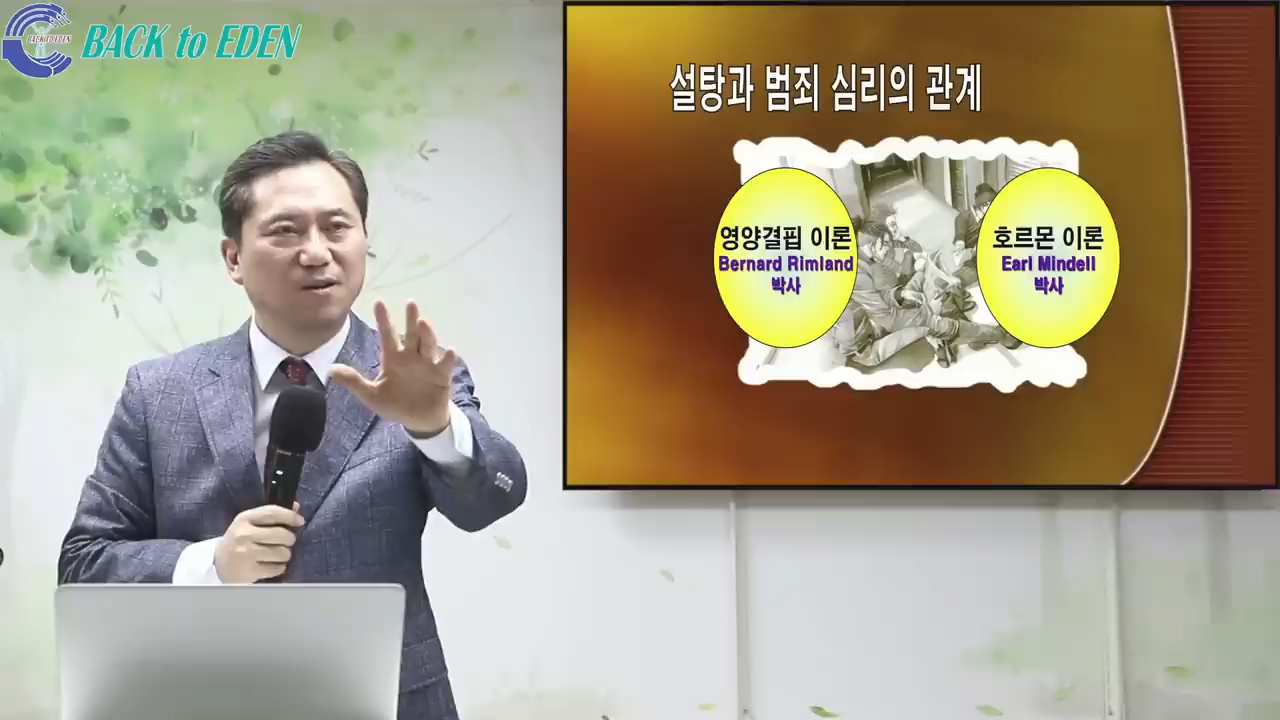 BACK to EDEN
설탕과 범죄 심리의 관계
영양결핍 이론
Bernard Rimland
박사
호르몬 이론
Earl Mindell
박사